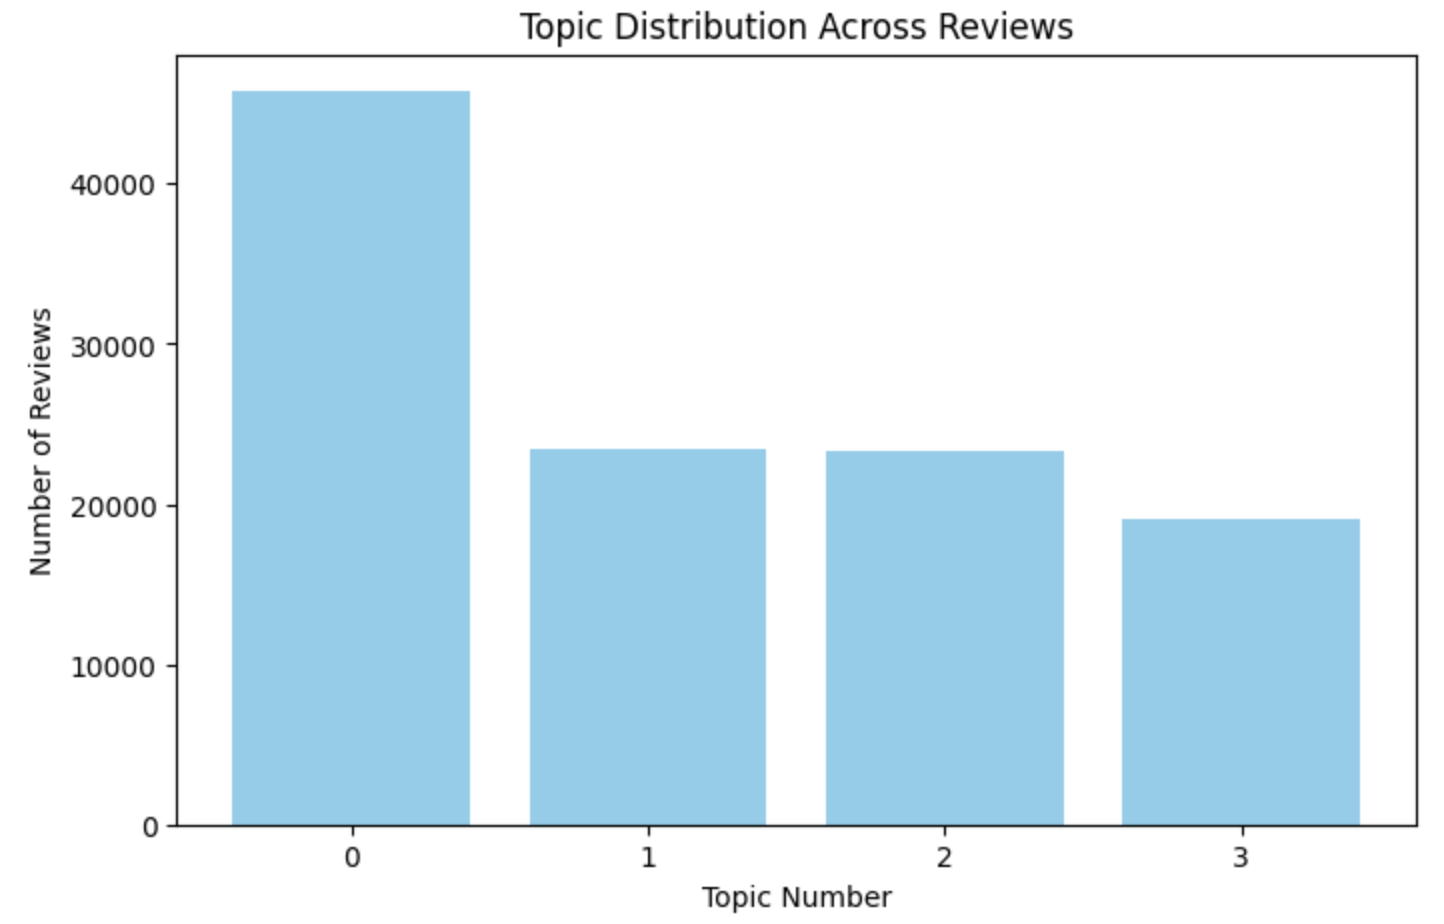 Topic Distribution Across Reviews
Number of Reviews
40000
30000
20000
10000
0
0 1 2 3
Topic Number